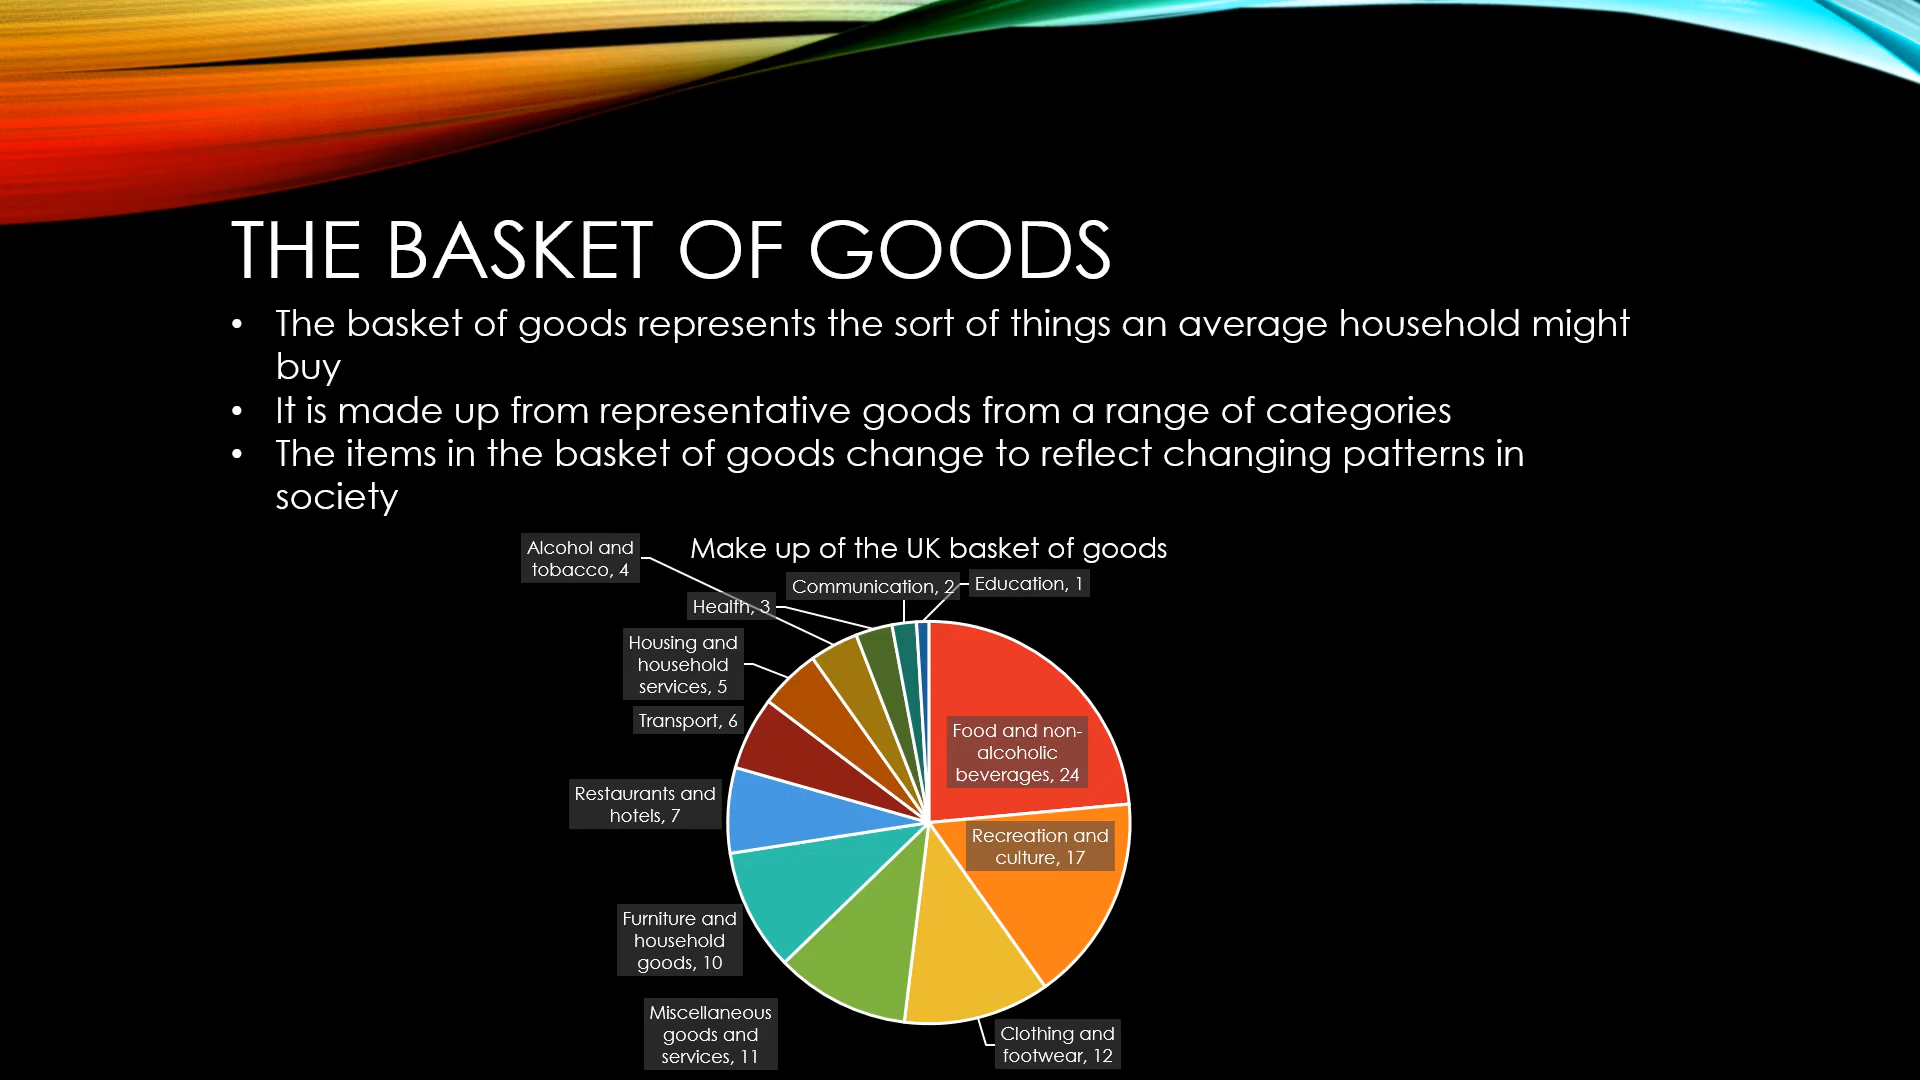 THE BASKET OF GOODS
• The basket of goods represents the sort of things an average household might
buy
• It is made up from representative goods from a range of categories
• The items in the basket of goods change to reflect changing patterns in
society
Make up of the UK basket of goods
Alcohol and
tobacco, 4
Health, 3
Communication, 2
Education, 1
Housing and
household
services, 5
Transport, 6
Restaurants and
hotels, 7
Furniture and
household
goods, 10
Miscellaneous
goods and
services, 11
Clothing and
footwear, 12
Recreation and
culture, 17
Food and non-
alcoholic
beverages, 24